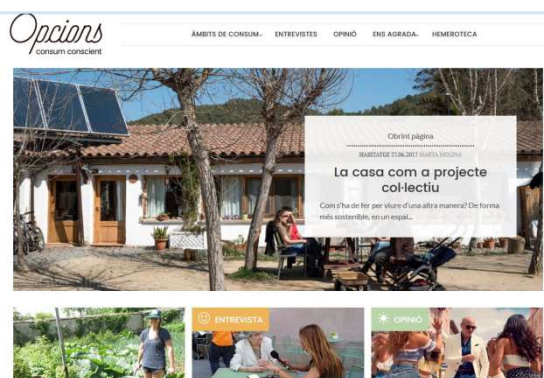 Opcions
consum conscient
ÀMBITS DE CONSUM
ENTREVISTES
OPINIÓ
ENS AGRADA
HEMEROTECA
Obrint pàgina
HABITATGE 27.06.2017 MARTA MOLINA
La casa com a projecte
col·lectiu
Com s'ha de fer per viure d'una altra manera? De forma
més sostenible, en un espai...
ENTREVISTA
OPINIÓ